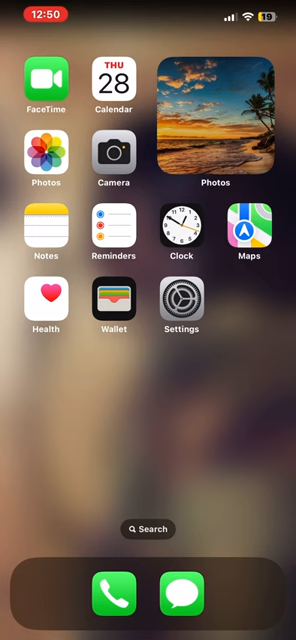 12:50
19
THU
28
FaceTime
Calendar
Photos
Camera
Photos
Notes
Reminders
Clock
Maps
Health
Wallet
Settings
Search